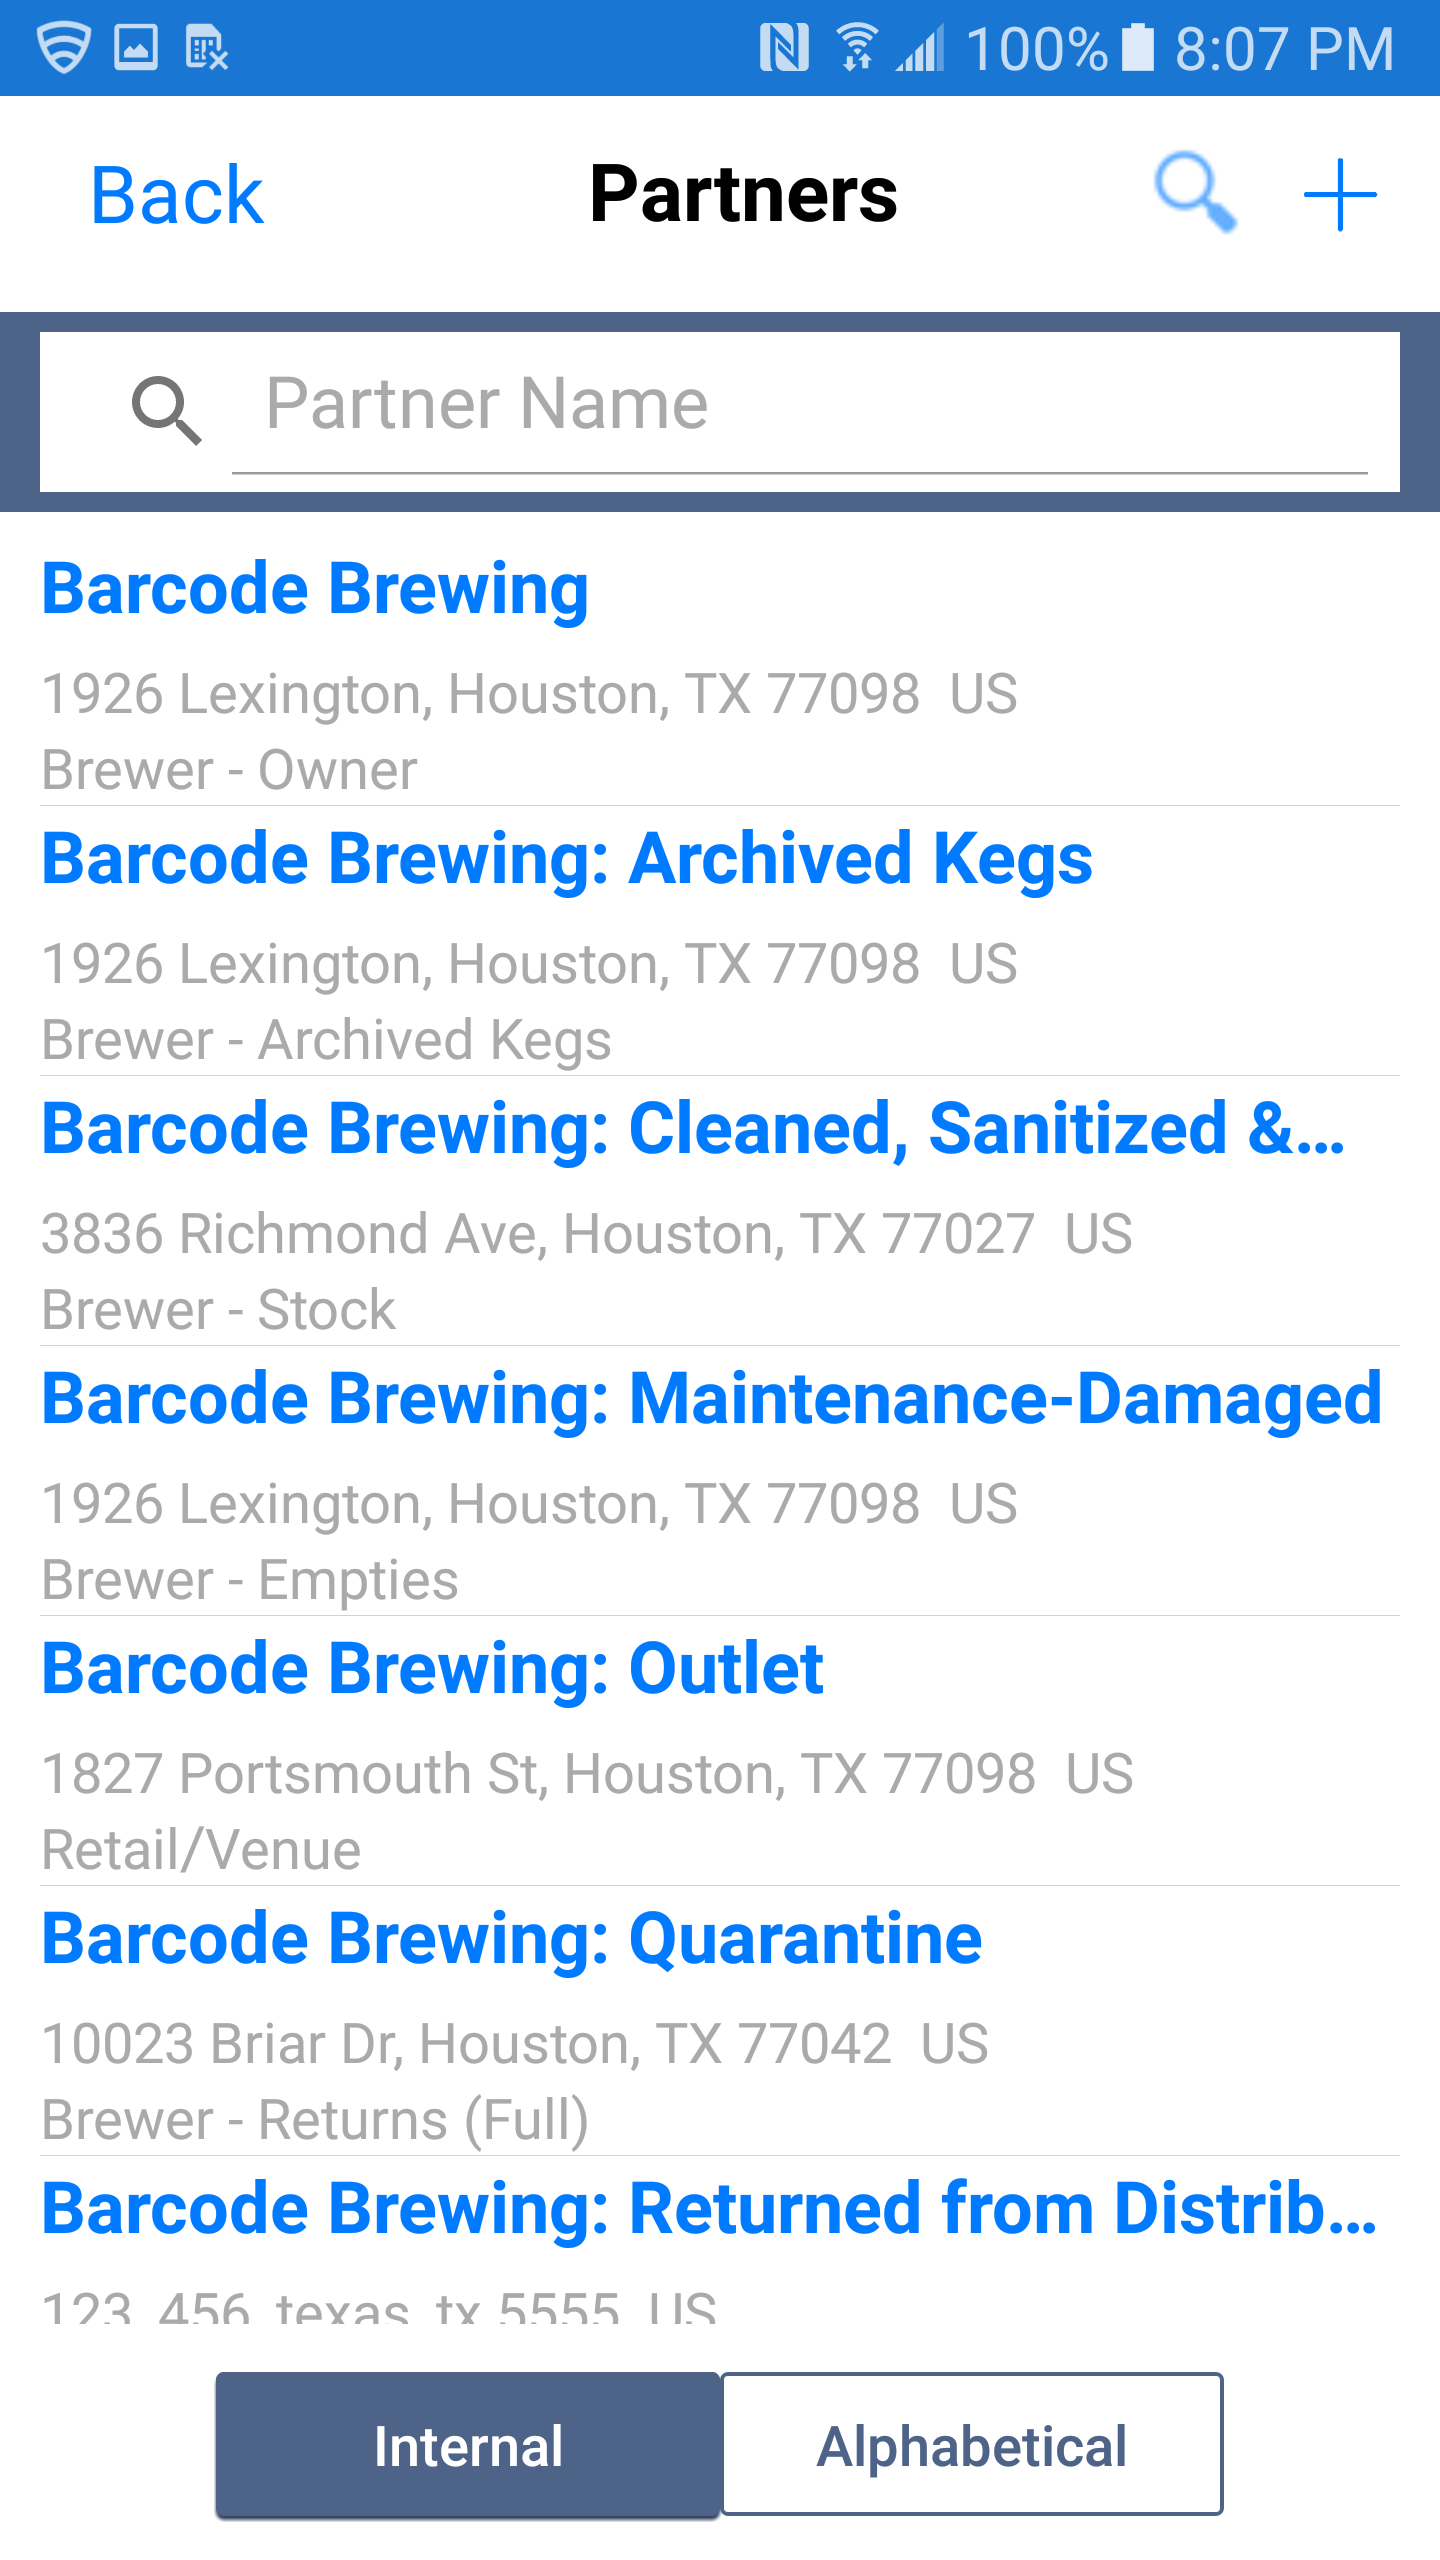 100% 8:07 PM
Back Partners
Partner Name
Barcode Brewing
1926 Lexington, Houston, TX 77098  US
Brewer - Owner
Barcode Brewing: Archived Kegs
1926 Lexington, Houston, TX 77098  US
Brewer - Archived Kegs
Barcode Brewing: Cleaned, Sanitized &...
3836 Richmond Ave, Houston, TX 77027  US
Brewer - Stock
Barcode Brewing: Maintenance-Damaged
1926 Lexington, Houston, TX 77098  US
Brewer - Empties
Barcode Brewing: Outlet
1827 Portsmouth St, Houston, TX 77098  US
Retail/Venue
Barcode Brewing: Quarantine
10023 Briar Dr, Houston, TX 77042  US
Brewer - Returns (Full)
Barcode Brewing: Returned from Distrib...
123  456  texas  tx 5555  US
Internal Alphabetical